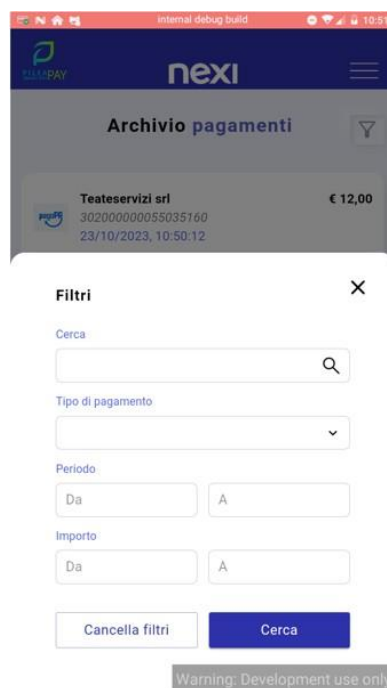 internal debug build
10:51
PAY
nexi
Archivio pagamenti
Teateservizi srl
€ 12,00
302000000055035160
23/10/2023, 10:50:12
Filtri
Cerca
Tipo di pagamento
Periodo
Da
A
Importo
Da
A
Cancella filtri
Cerca
Warning: Development use only